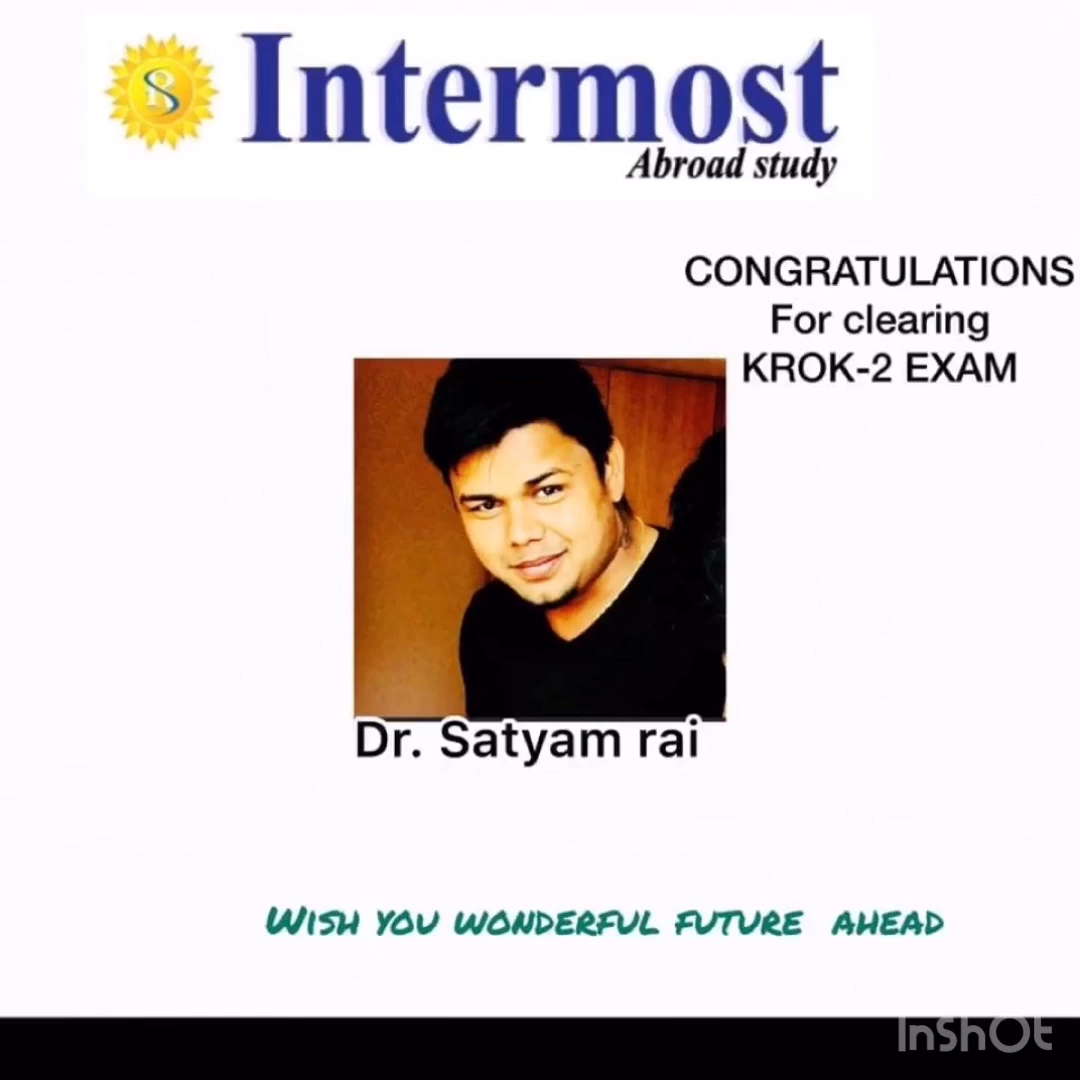 Intermost
Abroad study
CONGRATULATIONS
For clearing
KROK-2 EXAM
Dr. Satyam rai
WISH YOU WONDERFUL FUTURE AHEAD
InShOt